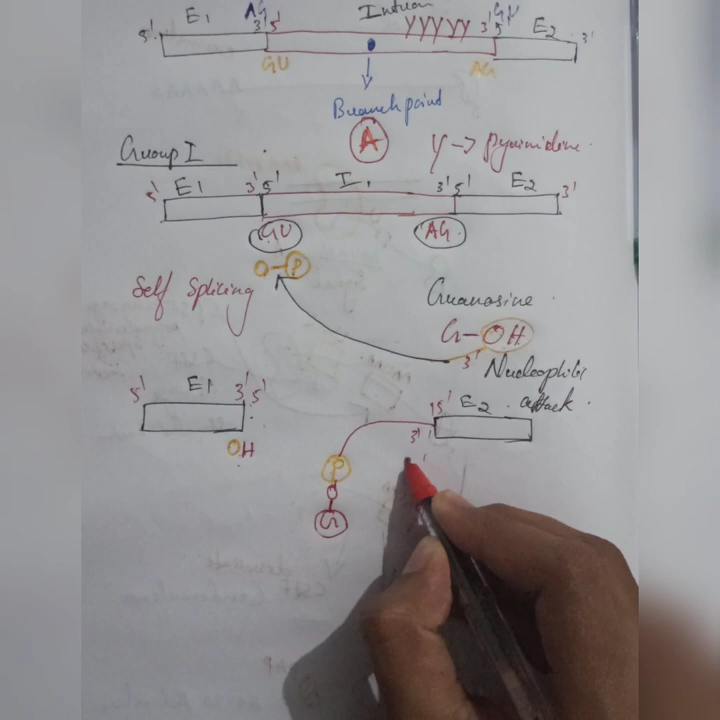 E1 AG Intron GU E2
5' 3' 5' YYYYY 3' 5' 3'
GU AG
Branch point
A
Group I Y → pyrimidine.
5' E1 3' 5' I, 3' 5' E2 3'
GU AG
O-P
Self Splicing Guanosine
G-OH
3'
Nucleophilic
attack.
5' E1 3' 5' 5' E2
3'
OH
P
O
G